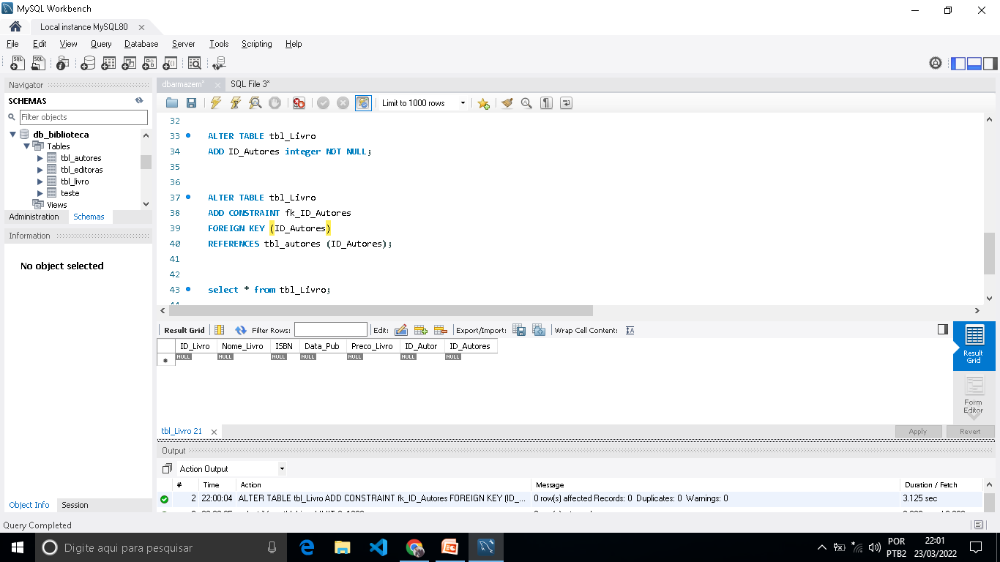 MySQL Workbench
Local instance MySQL80
File Edit View Query Database Server Tools Scripting Help
Navigator
SCHEMAS
Filter objects
db_biblioteca
Tables
tbl_autores
tbl_editoras
tbl_livro
teste
Views
Administration Schemas
Information
No object selected
Object Info Session
dbarmazem* SQL File 3*
Limit to 1000 rows
32
33 ALTER TABLE tbl_Livro
34 ADD ID_Autores integer NOT NULL;
35
36
37 ALTER TABLE tbl_Livro
38 ADD CONSTRAINT fk_ID_Autores
39 FOREIGN KEY (ID_Autores)
40 REFERENCES tbl_autores (ID_Autores);
41
42
43 select * from tbl_Livro;
Result Grid Filter Rows: Edit: Export/Import: Wrap Cell Content:
ID_Livro Nome_Livro ISBN Data_Pub Preco_Livro ID_Autor ID_Autores
NULL NULL NULL NULL NULL NULL NULL
Result
Grid
Form
Editor
tbl_Livro 21
Apply Revert
Output
Action Output
# Time Action Message Duration / Fetch
2 22:00:04 ALTER TABLE tbl_Livro ADD CONSTRAINT fk_ID_Autores FOREIGN KEY (ID_... 0 row(s) affected Records: 0 Duplicates: 0 Warnings: 0 3.125 sec
Query Completed
Digite aqui para pesquisar
POR
PTB2
22:01
23/03/2022